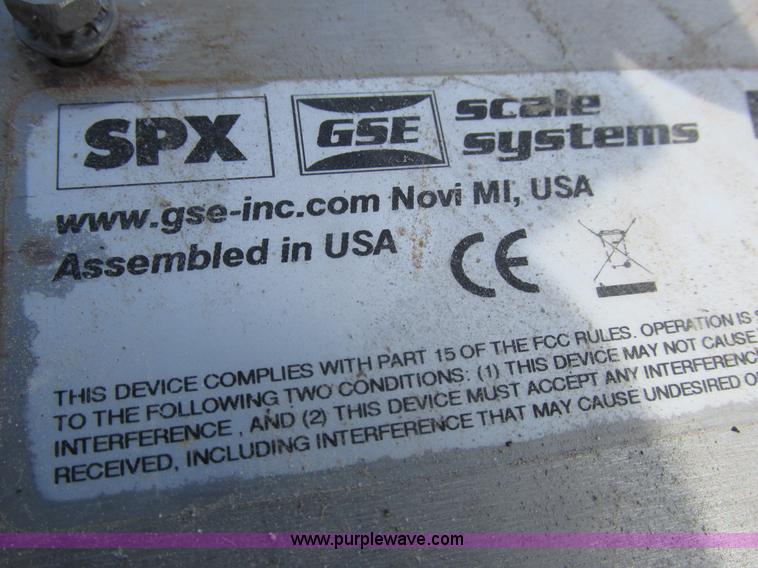 SPX GSE scale systems
www.gse-inc.com Novi MI, USA
Assembled in USA CE
THIS DEVICE COMPLIES WITH PART 15 OF THE FCC RULES. OPERATION IS
TO THE FOLLOWING TWO CONDITIONS: (1) THIS DEVICE MAY NOT CAUSE
INTERFERENCE , AND (2) THIS DEVICE MUST ACCEPT ANY INTERFERENCE
RECEIVED, INCLUDING INTERFERENCE THAT MAY CAUSE UNDESIRED
www.purplewave.com